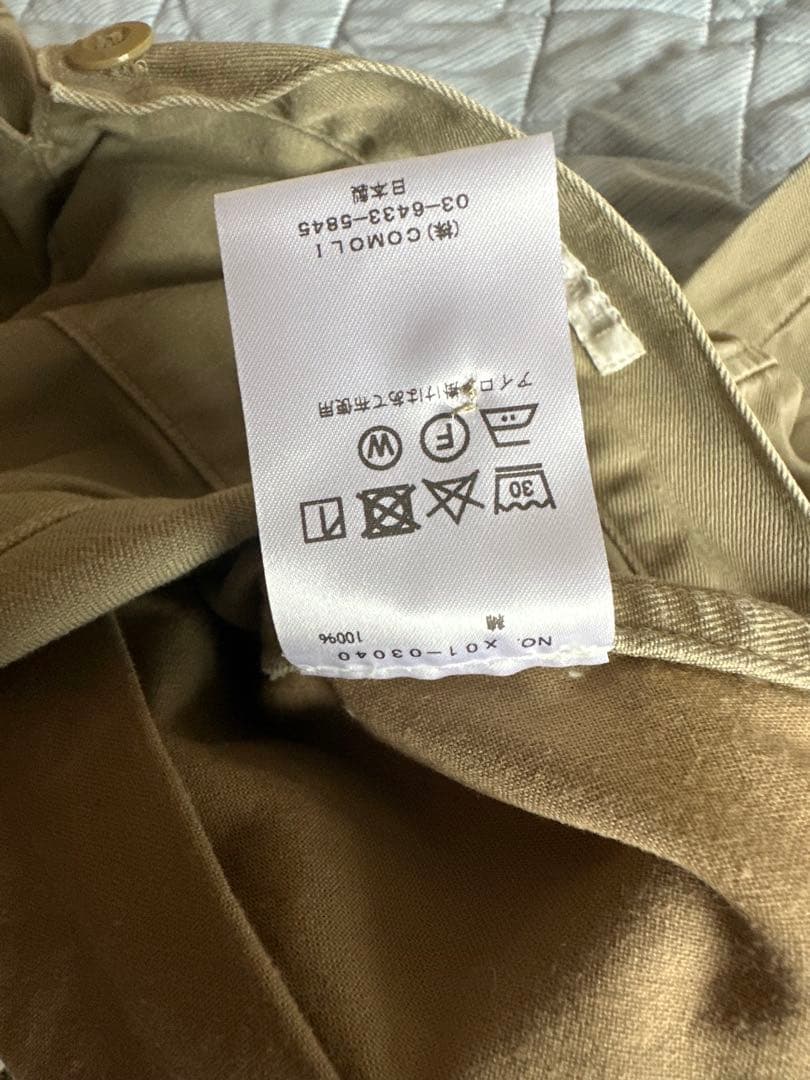 NO. X01-03040
綿 100%
30
F W
アイロン掛けはあて布使用
(株) COMOLI
03-6433-5845
日本製